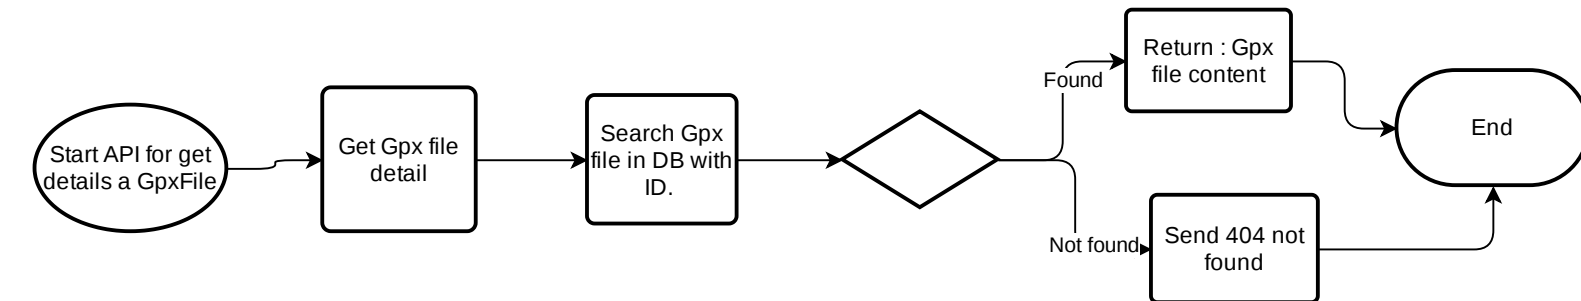 Start API for get
details a GpxFile
Get Gpx file
detail
Search Gpx
file in DB with
ID.
Found
Return : Gpx
file content
Not found
Send 404 not
found
End